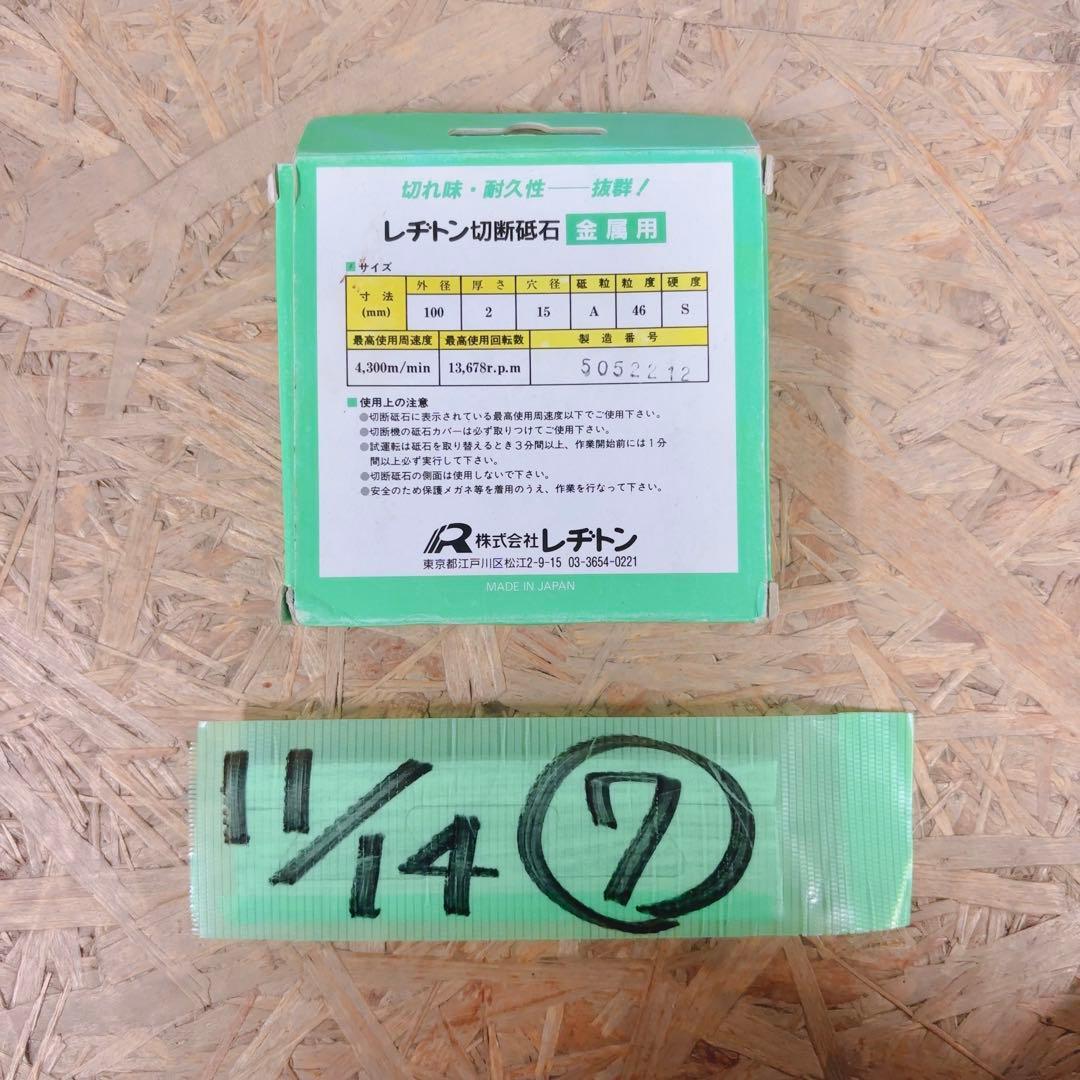 切れ味・耐久性――抜群！
レヂトン切断砥石 金属用
サイズ
寸法(mm) 外径 厚さ 穴径 砥粒 粒度 硬度
100 2 15 A 46 S
最高使用周速度 最高使用回転数 製造番号
4,300m/min 13,678r.p.m 5052212
使用上の注意
●切断砥石に表示されている最高使用周速度以下でご使用下さい。
●切断機の砥石カバーは必ず取りつけてご使用下さい。
●試運転は砥石を取り替えるとき3分間以上、作業開始前には1分
間以上必ず実行して下さい。
●切断砥石の側面は使用しないで下さい。
●安全のため保護メガネ等を着用のうえ、作業を行なって下さい。
R 株式会社レヂトン
東京都江戸川区松江2-9-15 03-3654-0221
MADE IN JAPAN
11/14 ⑦